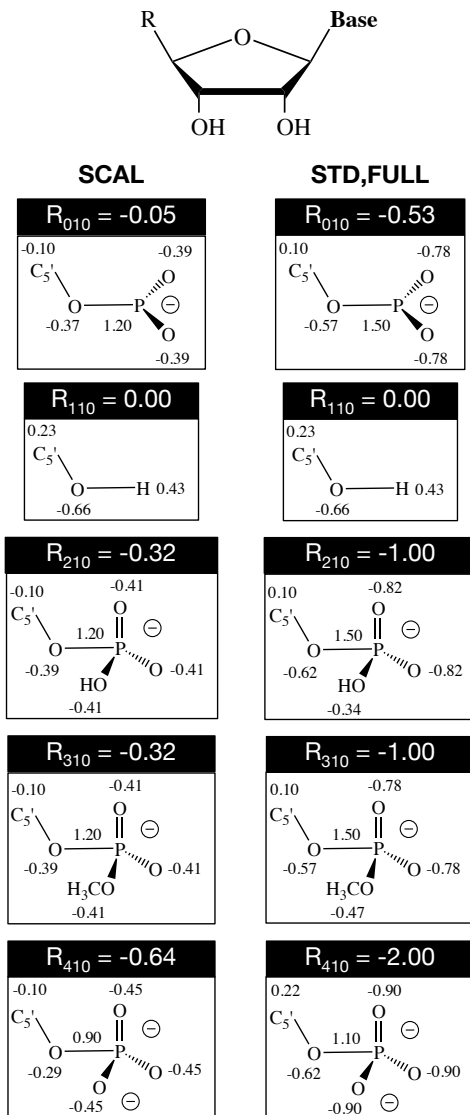 R Base
O
OH OH
SCAL STD,FULL
R010 = -0.05 R010 = -0.53
-0.10 -0.39 0.10 -0.78
C5' O C5' O
O P ⊖ O P ⊖
-0.37 1.20 O -0.57 1.50 O
-0.39 -0.78
R110 = 0.00 R110 = 0.00
0.23 0.23
C5' C5'
O H 0.43 O H 0.43
-0.66 -0.66
R210 = -0.32 R210 = -1.00
-0.10 -0.41 0.10 -0.82
C5' O ⊖ C5' O ⊖
1.20 1.50
O P O P
-0.39 O -0.41 -0.62 O -0.82
HO HO
-0.41 -0.34
R310 = -0.32 R310 = -1.00
-0.10 -0.41 0.10 -0.78
C5' O ⊖ C5' O ⊖
1.20 1.50
O P O P
-0.39 O -0.41 -0.57 O -0.78
H3CO H3CO
-0.41 -0.47
R410 = -0.64 R410 = -2.00
-0.10 -0.45 0.22 -0.90
C5' O ⊖ C5' O ⊖
0.90 1.10
O P O P
-0.29 O -0.45 -0.62 O -0.90
O O
-0.45 ⊖ -0.90 ⊖